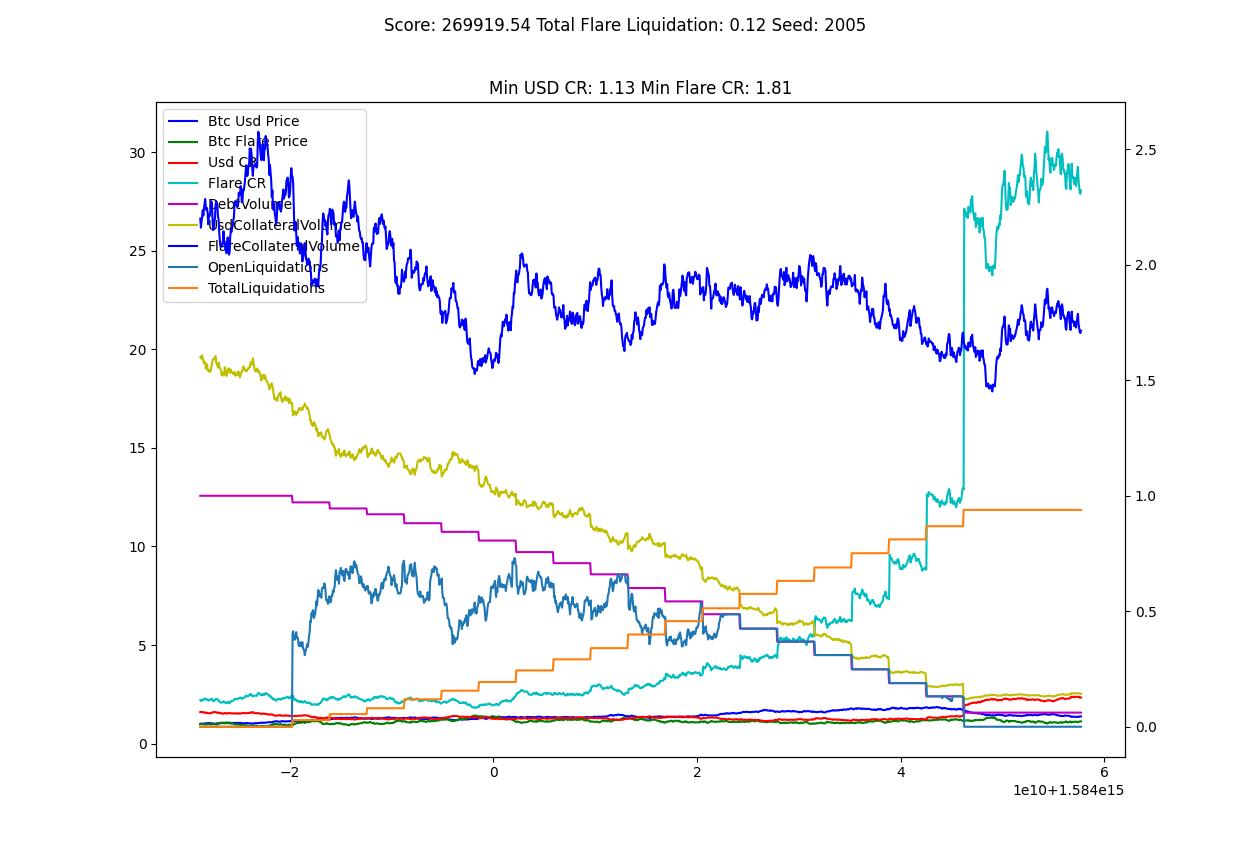 Score: 269919.54 Total Flare Liquidation: 0.12 Seed: 2005
Min USD CR: 1.13 Min Flare CR: 1.81
Btc Usd Price
Btc Flare Price
Usd CR
Flare CR
DebtVolume
UsdCollateralVolume
FlareCollateralVolume
OpenLiquidations
TotalLiquidations
30
25
20
15
10
5
0
2.5
2.0
1.5
1.0
0.5
0.0
−2
0
2
4
6
1e10+1.584e15